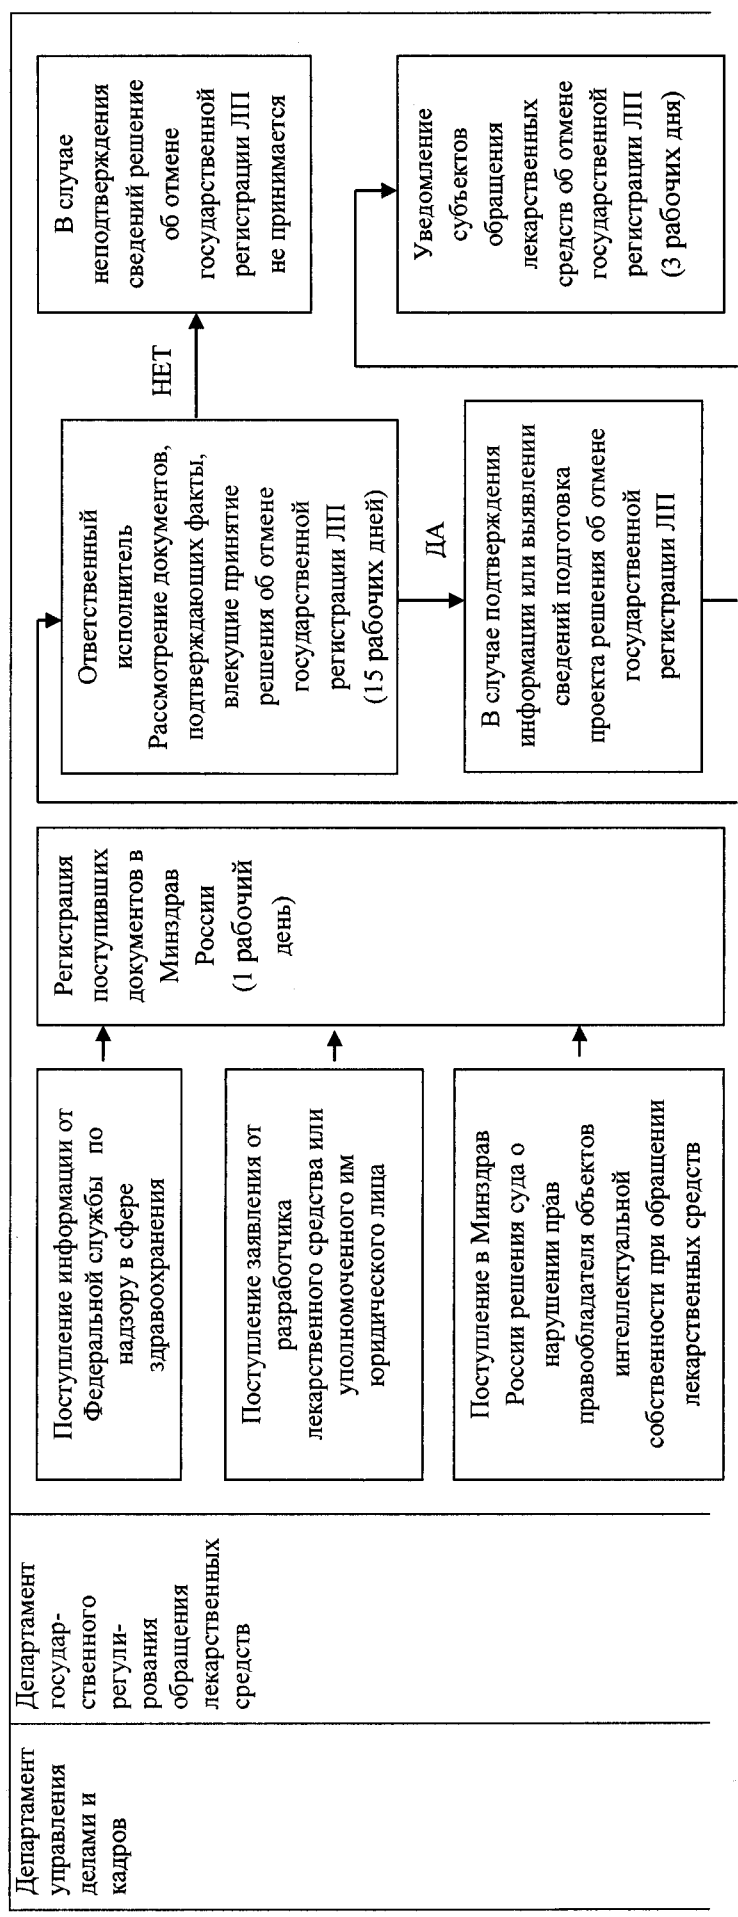 Департамент
управления
делами и
кадров
Департамент
государ-
ственного
регули-
рования
обращения
лекарственных
средств
Поступление информации от
Федеральной службы по
надзору в сфере
здравоохранения
Поступление заявления от
разработчика
лекарственного средства или
уполномоченного им
юридического лица
Поступление в Минздрав
России решения суда о
нарушении прав
правообладателя объектов
интеллектуальной
собственности при обращении
лекарственных средств
Регистрация
поступивших
документов в
Минздрав
России
(1 рабочий
день)
Ответственный
исполнитель
Рассмотрение документов,
подтверждающих факты,
влекущие принятие
решения об отмене
государственной
регистрации ЛП
(15 рабочих дней)
НЕТ
В случае
неподтверждения
сведений решение
об отмене
государственной
регистрации ЛП
не принимается
ДА
В случае подтверждения
информации или выявлении
сведений подготовка
проекта решения об отмене
государственной
регистрации ЛП
Уведомление
субъектов
обращения
лекарственных
средств об отмене
государственной
регистрации ЛП
(3 рабочих дня)